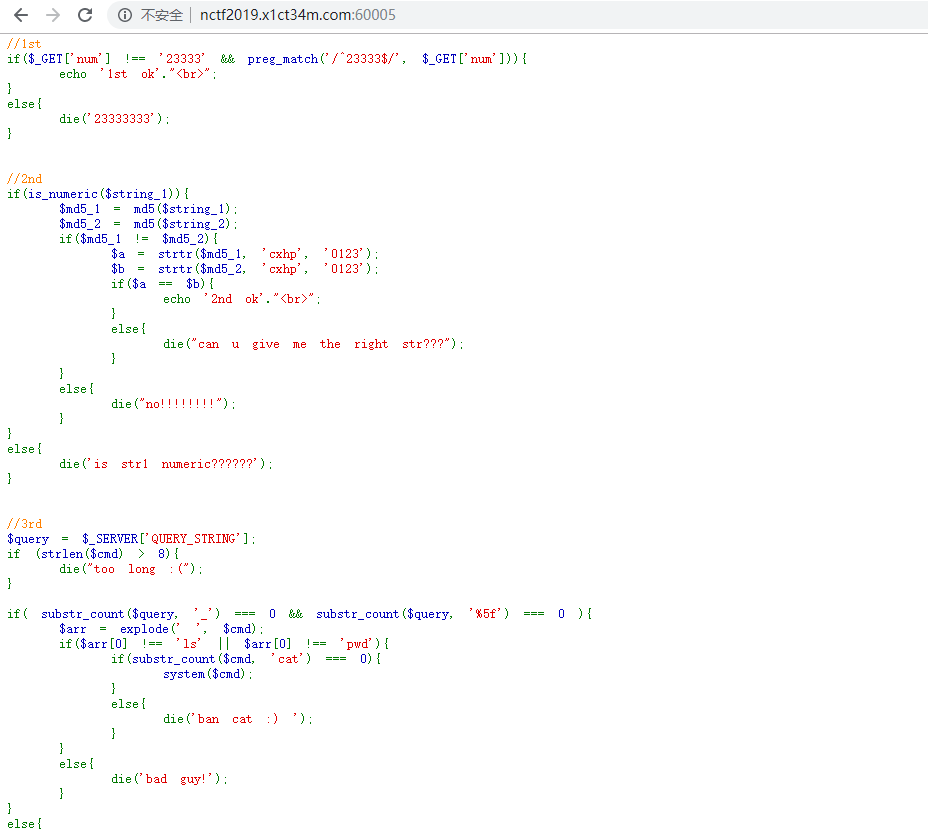 不安全 | nctf2019.x1ct34m.com:60005
//1st
if($_GET['num'] !== '23333' && preg_match('/^23333$/', $_GET['num'])){
        echo '1st ok'."<br>";
}
else{
        die('23333333');
}
//2nd
if(is_numeric($string_1)){
        $md5_1 = md5($string_1);
        $md5_2 = md5($string_2);
        if($md5_1 != $md5_2){
                $a = strtr($md5_1, 'cxhp', '0123');
                $b = strtr($md5_2, 'cxhp', '0123');
                if($a == $b){
                        echo '2nd ok'."<br>";
                }
                else{
                        die("can u give me the right str???");
                }
        }
        else{
                die("no!!!!!!!!");
        }
}
else{
        die('is str1 numeric??????');
}
//3rd
$query = $_SERVER['QUERY_STRING'];
if (strlen($cmd) > 8){
        die("too long :(");
}
if( substr_count($query, '_') === 0 && substr_count($query, '%5f') === 0 ){
        $arr = explode(' ', $cmd);
        if($arr[0] !== 'ls' || $arr[0] !== 'pwd'){
                if(substr_count($cmd, 'cat') === 0){
                        system($cmd);
                }
                else{
                        die('ban cat :) ');
                }
        }
        else{
                die('bad guy!');
        }
}
else{